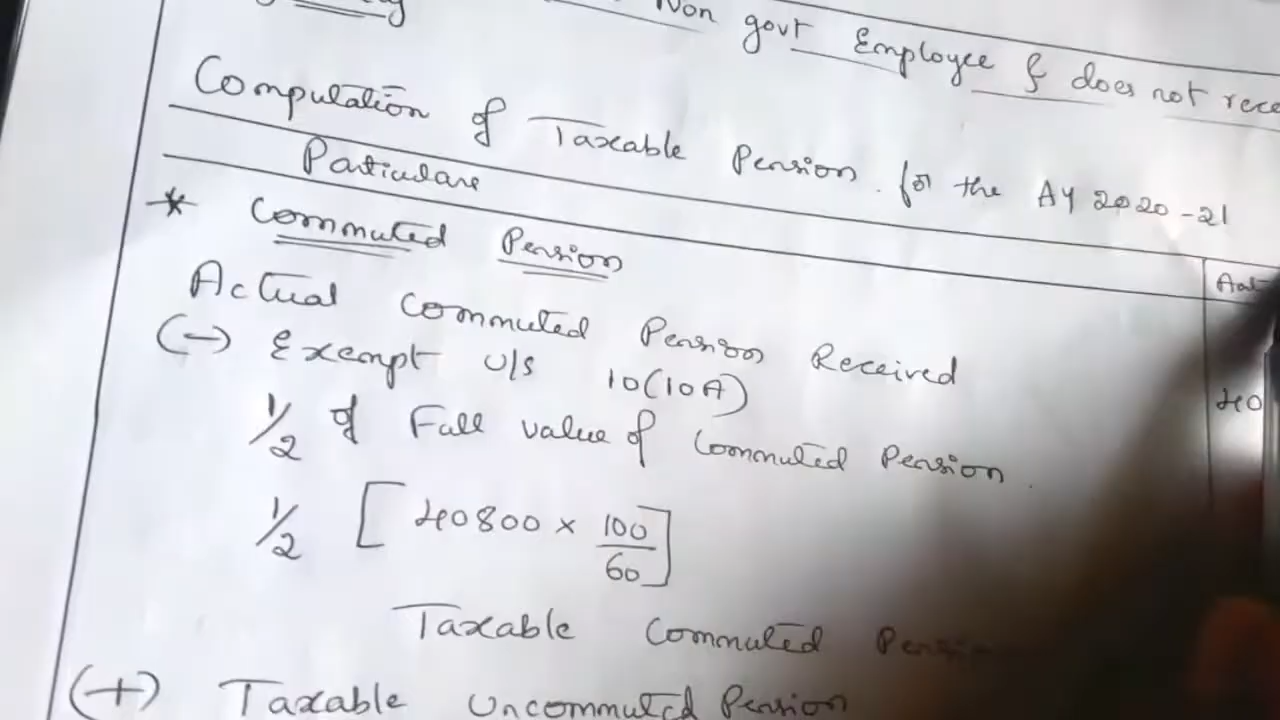 Non govt Employee & does not rece
Computation of Taxable Pension. for the AY 2020-21
Particulars
* Commuted Pension
Actual Commuted Pension Received
40
(-) Exempt u/s 10(10A)
1/2 of Full value of Commuted Pension.
1/2 [40800 × 100/60]
Taxable Commuted Pension
(+) Taxable Uncommuted Pension